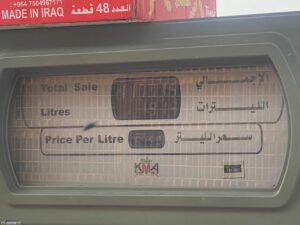 +964 7504967171
MADE IN IRAQ
العدد 48 قطعة
Total Sale الإجمالي
Litres الليترات
Price Per Litre سعر الليتر
KMA